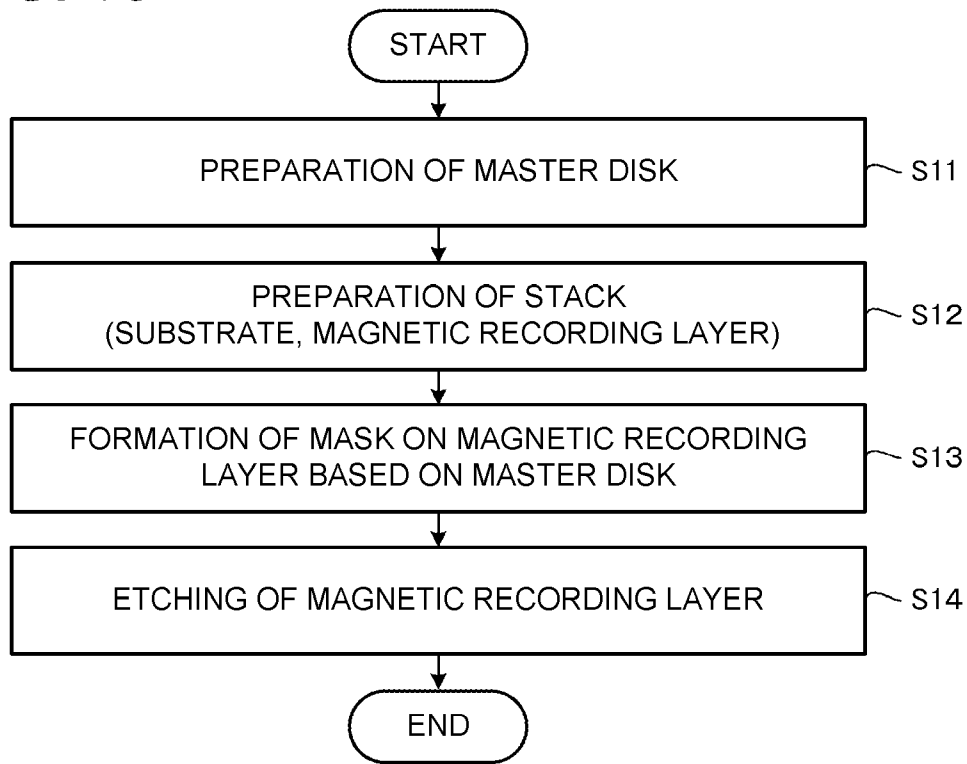 START
PREPARATION OF MASTER DISK
S11
PREPARATION OF STACK
(SUBSTRATE, MAGNETIC RECORDING LAYER)
S12
FORMATION OF MASK ON MAGNETIC RECORDING
LAYER BASED ON MASTER DISK
S13
ETCHING OF MAGNETIC RECORDING LAYER
S14
END